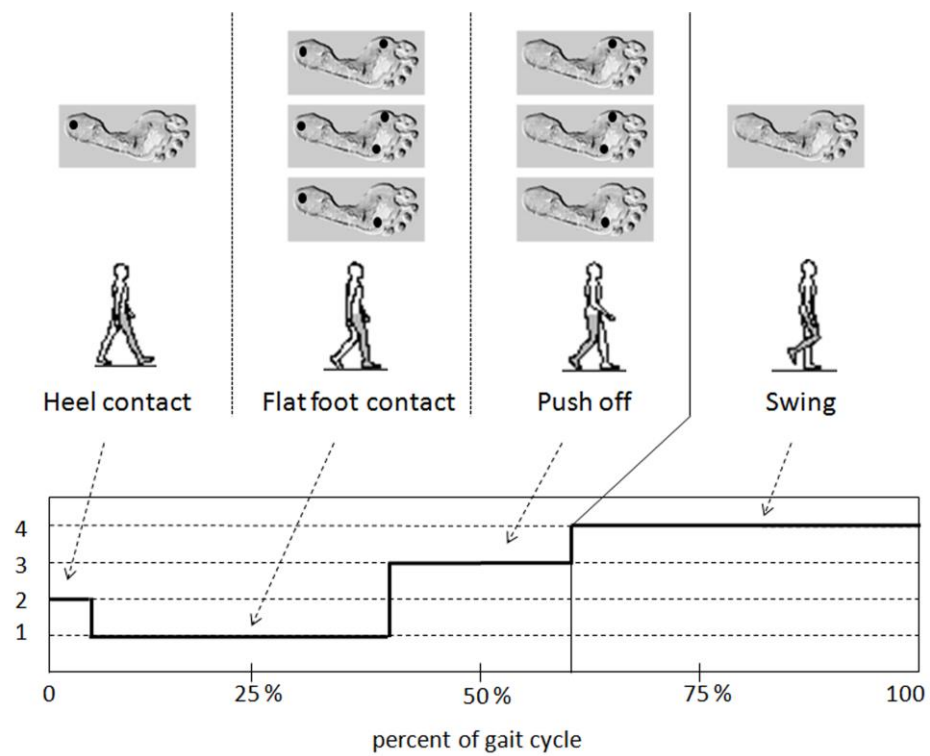 Heel contact
Flat foot contact
Push off
Swing
4
3
2
1
0
25 %
50 %
75 %
100
percent of gait cycle